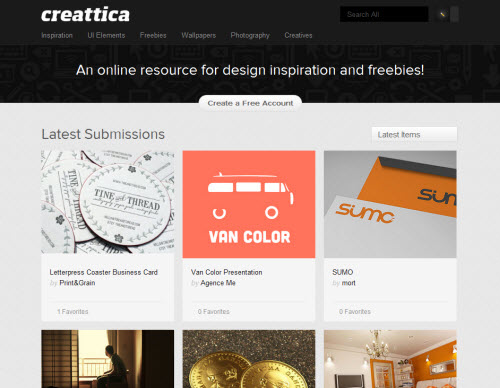 creattica
Search All
Inspiration UI Elements Freebies Wallpapers Photography Creatives
An online resource for design inspiration and freebies!
Create a Free Account
Latest Submissions
Latest Items
TINE and THREAD
VAN COLOR
sumo
sumo
Letterpress Coaster Business Card
by Print&Grain
1 Favorites
Van Color Presentation
by Agence Me
0 Favorites
SUMO
by mort
0 Favorites